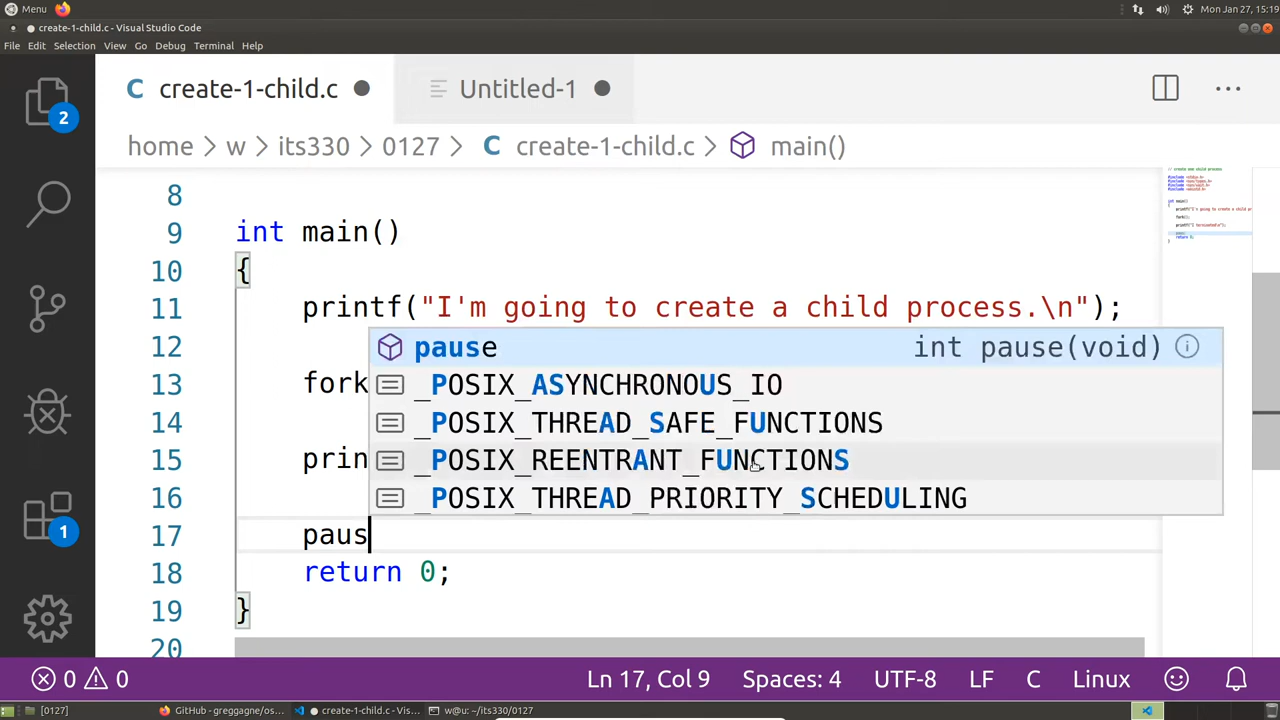 Menu
Mon Jan 27, 15:19
create-1-child.c - Visual Studio Code
File Edit Selection View Go Debug Terminal Help
create-1-child.c
Untitled-1
home > w > its330 > 0127 > C create-1-child.c > main()
8
9 int main()
10 {
11 printf("I'm going to create a child process.\n");
12 pause int pause(void)
13 fork _POSIX_ASYNCHRONOUS_IO
14 _POSIX_THREAD_SAFE_FUNCTIONS
15 prin _POSIX_REENTRANT_FUNCTIONS
16 _POSIX_THREAD_PRIORITY_SCHEDULING
17 paus
18 return 0;
19 }
20
2
1
0 0 Ln 17, Col 9 Spaces: 4 UTF-8 LF C Linux
[0127] GitHub - greggagne/os... create-1-child.c - Vis... w@u: ~/its330/0127